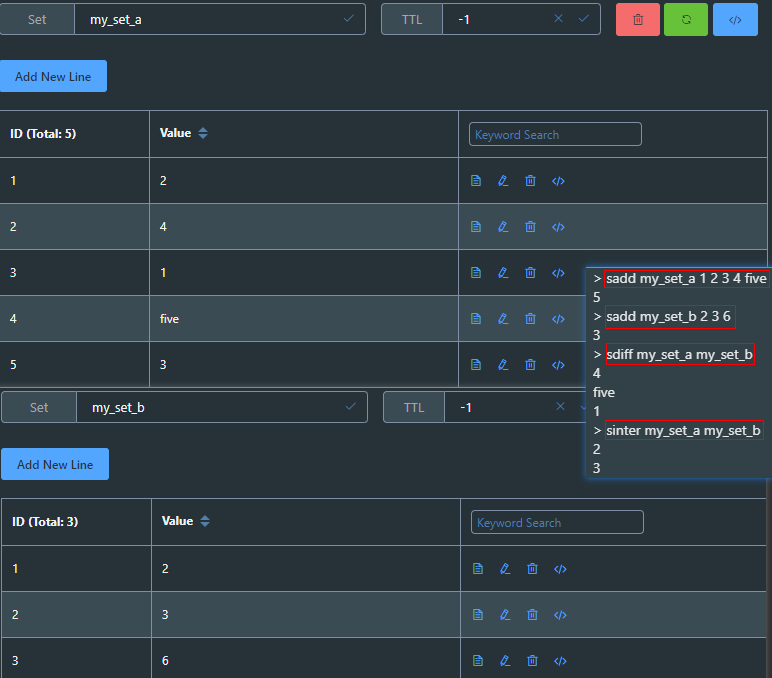 Set my_set_a TTL -1
Add New Line
ID (Total: 5) Value Keyword Search
1 2
2 4
3 1
4 five
5 3
> sadd my_set_a 1 2 3 4 five
5
> sadd my_set_b 2 3 6
3
> sdiff my_set_a my_set_b
4
five
1
> sinter my_set_a my_set_b
2
3
Set my_set_b TTL -1
Add New Line
ID (Total: 3) Value Keyword Search
1 2
2 3
3 6